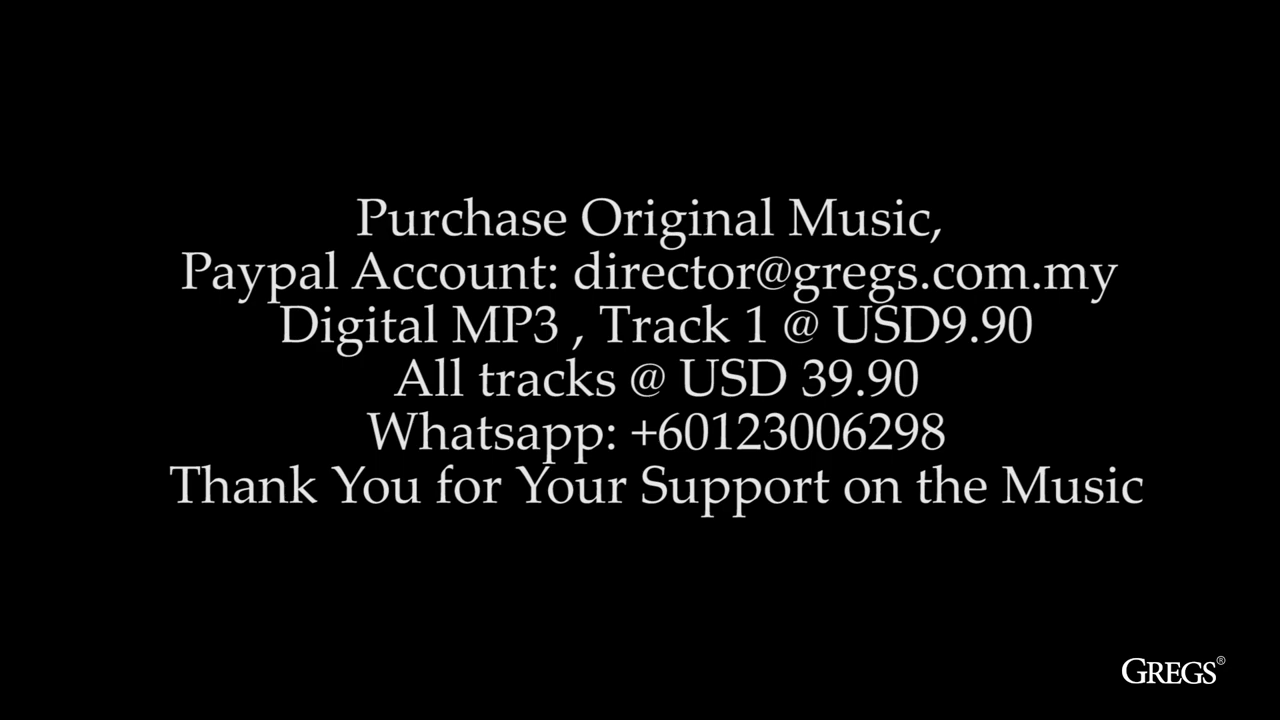 Purchase Original Music,
Paypal Account: director@gregs.com.my
Digital MP3 , Track 1 @ USD9.90
All tracks @ USD 39.90
Whatsapp: +60123006298
Thank You for Your Support on the Music
GREGS®